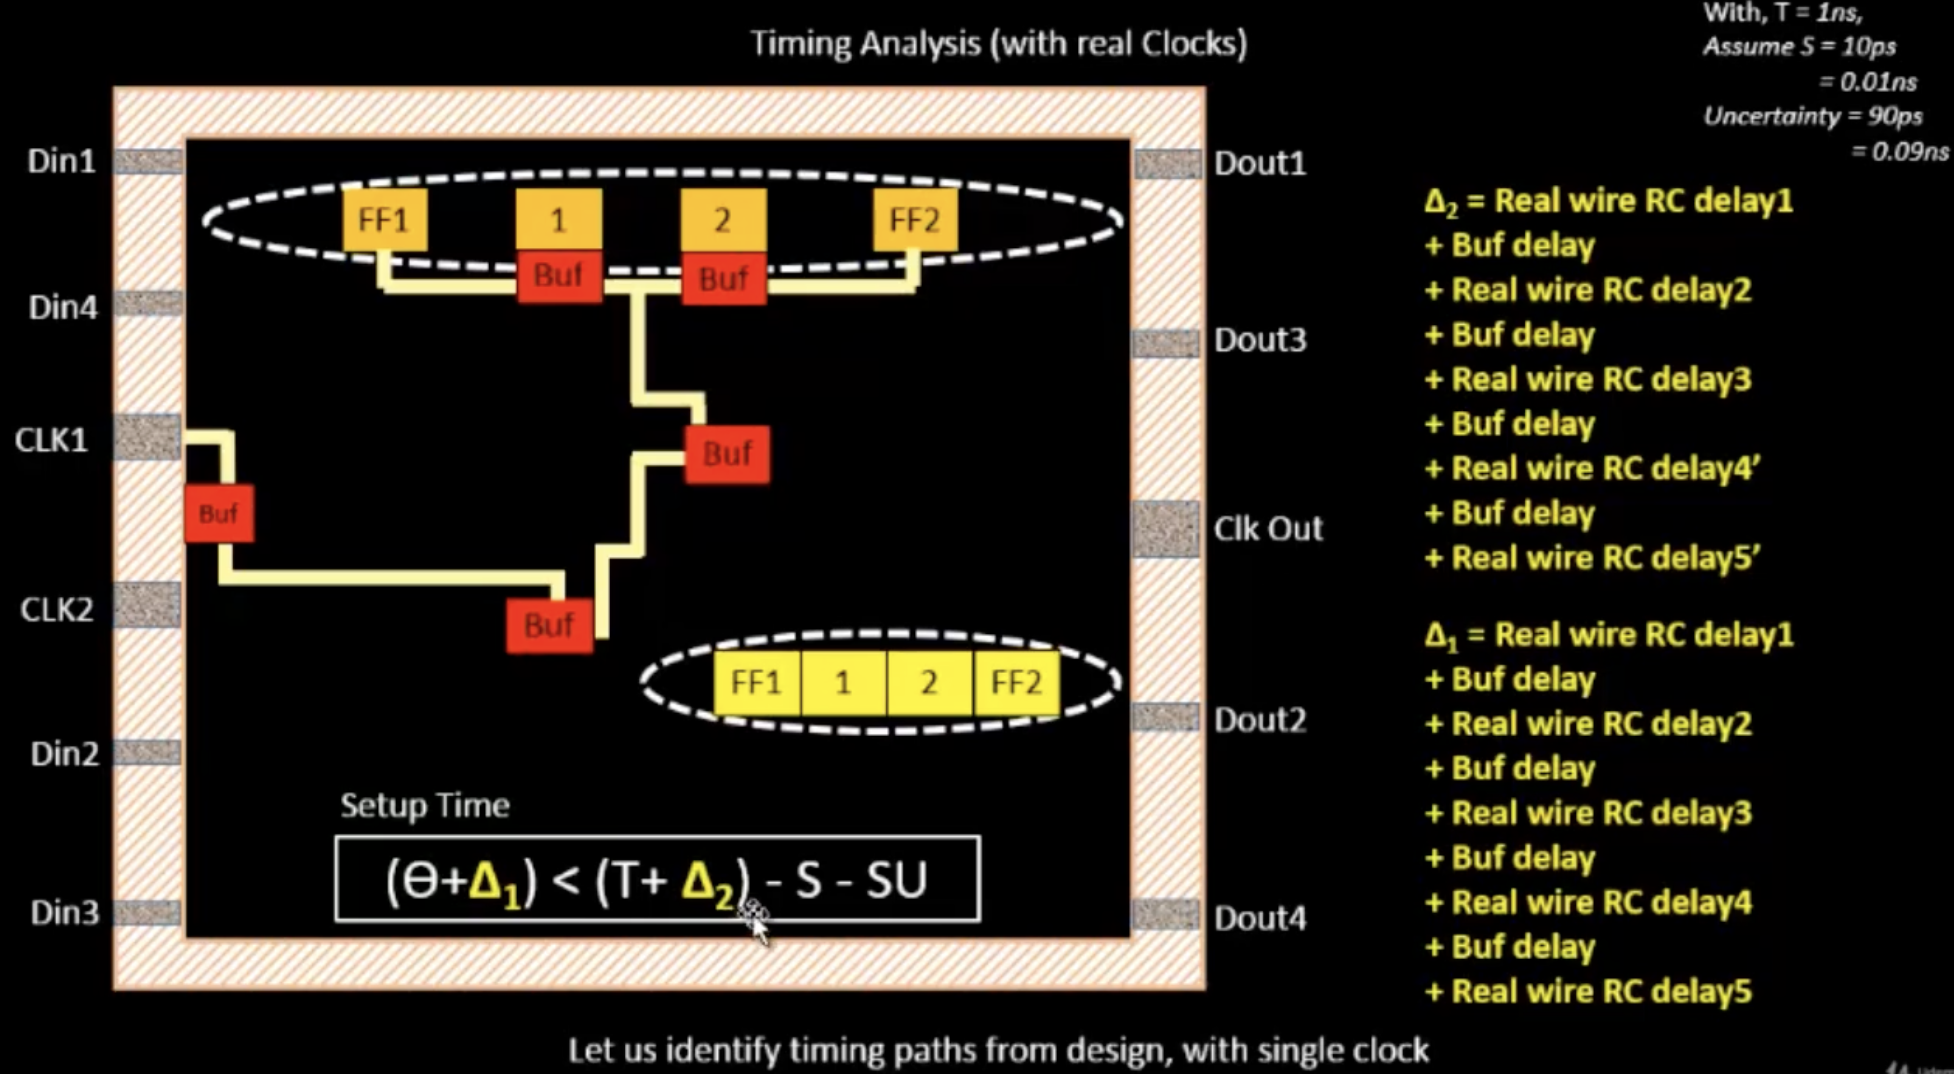 Timing Analysis (with real Clocks)
With, T = 1ns,
Assume S = 10ps
= 0.01ns
Uncertainty = 90ps
= 0.09ns
Din1
Din4
CLK1
CLK2
Din2
Din3
FF1
1
2
FF2
Buf
Buf
Buf
Buf
Buf
FF1
1
2
FF2
Setup Time
(Θ+Δ₁) < (T+ Δ₂) - S - SU
Dout1
Dout3
Clk Out
Dout2
Dout4
Δ₂ = Real wire RC delay1
+ Buf delay
+ Real wire RC delay2
+ Buf delay
+ Real wire RC delay3
+ Buf delay
+ Real wire RC delay4’
+ Buf delay
+ Real wire RC delay5’
Δ₁ = Real wire RC delay1
+ Buf delay
+ Real wire RC delay2
+ Buf delay
+ Real wire RC delay3
+ Buf delay
+ Real wire RC delay4
+ Buf delay
+ Real wire RC delay5
Let us identify timing paths from design, with single clock